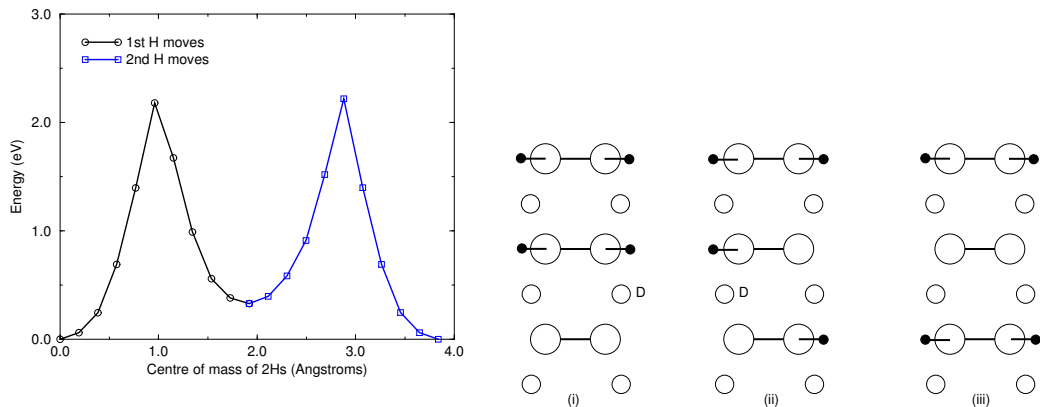 3.0
2.0
1.0
0.0
Energy (eV)
1st H moves
2nd H moves
0.0 1.0 2.0 3.0 4.0
Centre of mass of 2Hs (Angstroms)
D D
(i) (ii) (iii)